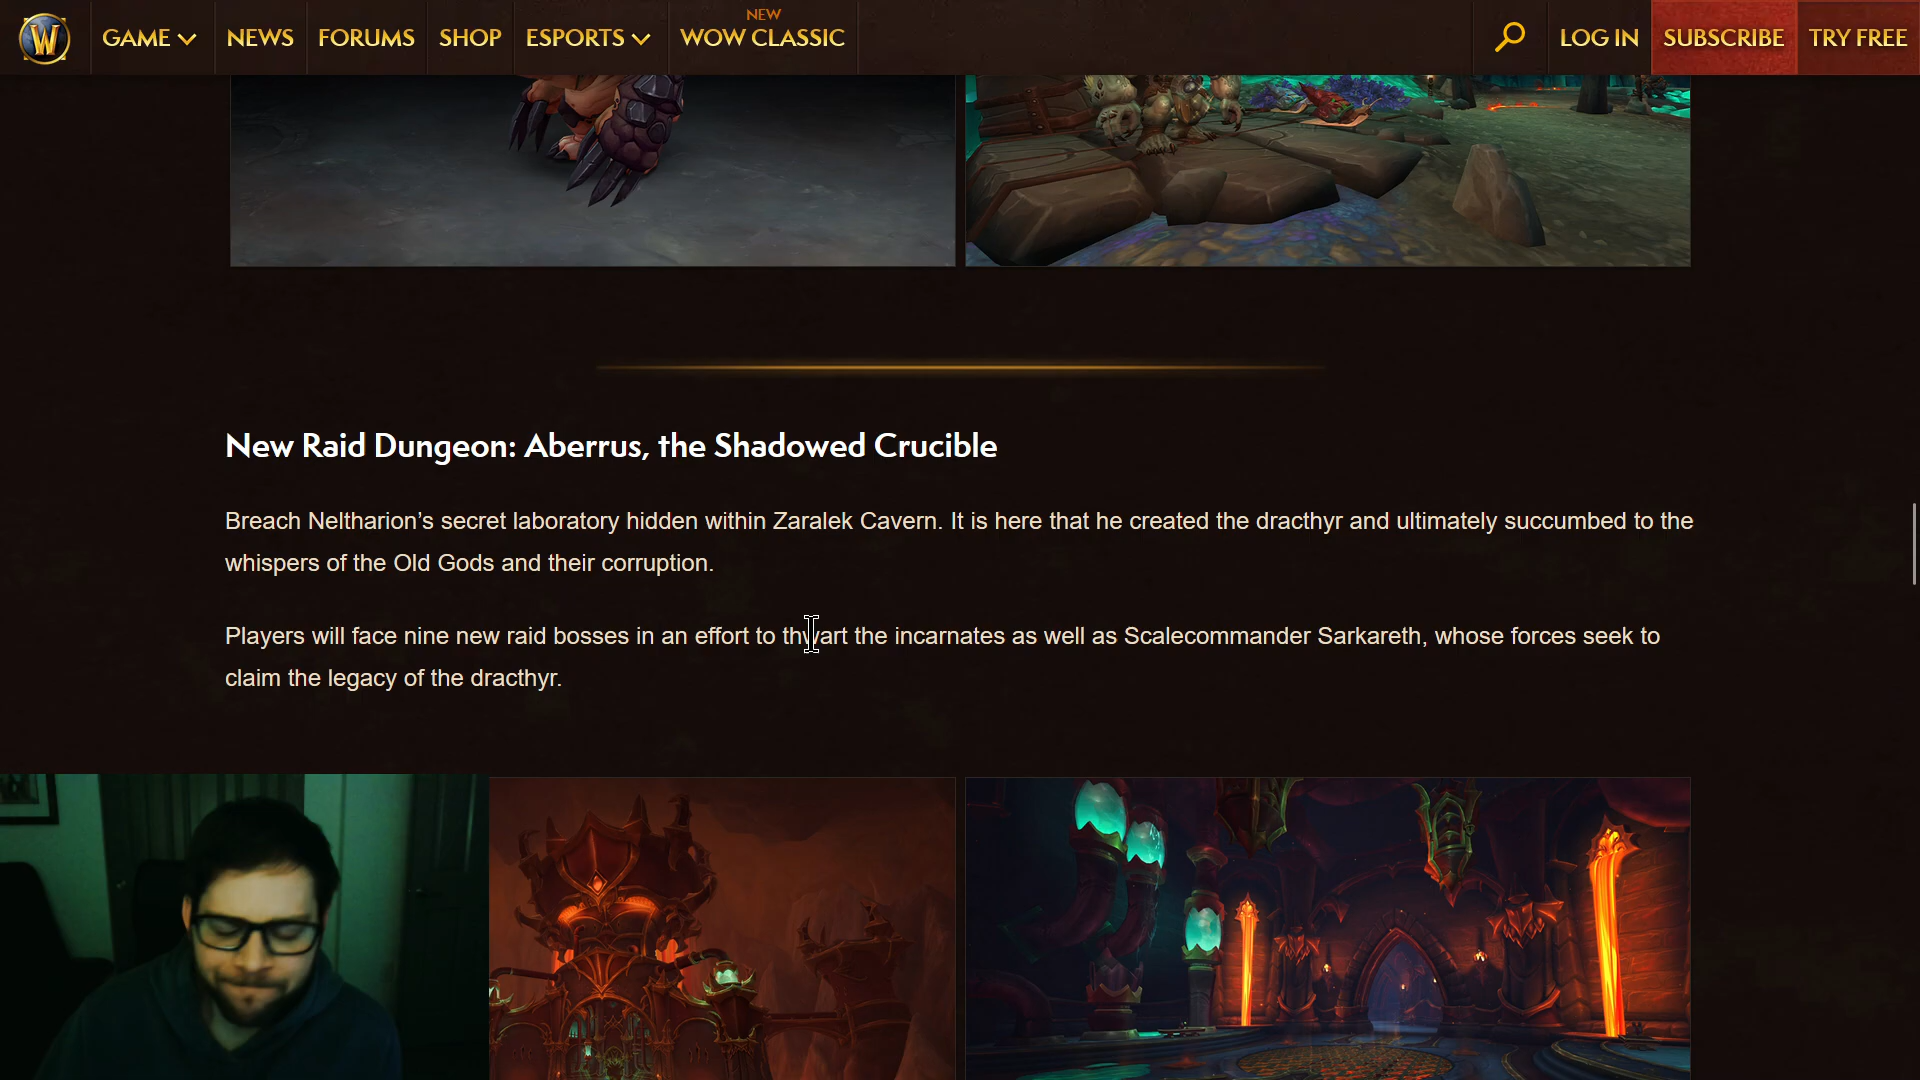 NEW
GAME NEWS FORUMS SHOP ESPORTS WOW CLASSIC LOG IN SUBSCRIBE TRY FREE
New Raid Dungeon: Aberrus, the Shadowed Crucible
Breach Neltharion’s secret laboratory hidden within Zaralek Cavern. It is here that he created the dracthyr and ultimately succumbed to the
whispers of the Old Gods and their corruption.
Players will face nine new raid bosses in an effort to thwart the incarnates as well as Scalecommander Sarkareth, whose forces seek to
claim the legacy of the dracthyr.